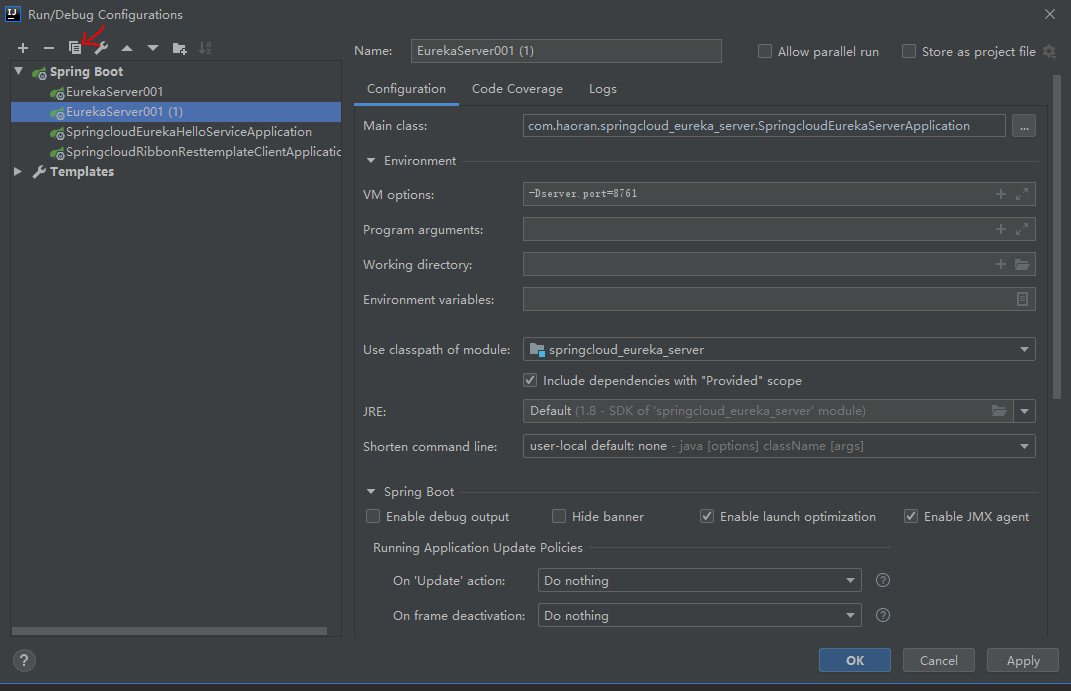 IJ Run/Debug Configurations
Name: EurekaServer001 (1) Allow parallel run Store as project file
Spring Boot
EurekaServer001
EurekaServer001 (1)
SpringcloudEurekaHelloServiceApplication
SpringcloudRibbonResttemplateClientApplicatic
Templates
Configuration Code Coverage Logs
Main class: com.haoran.springcloud_eureka_server.SpringcloudEurekaServerApplication ...
Environment
VM options: -Dserver.port=8761
Program arguments:
Working directory:
Environment variables:
Use classpath of module: springcloud_eureka_server
Include dependencies with "Provided" scope
JRE: Default (1.8 - SDK of 'springcloud_eureka_server' module)
Shorten command line: user-local default: none - java [options] className [args]
Spring Boot
Enable debug output Hide banner Enable launch optimization Enable JMX agent
Running Application Update Policies
On 'Update' action: Do nothing ?
On frame deactivation: Do nothing ?
? OK Cancel Apply